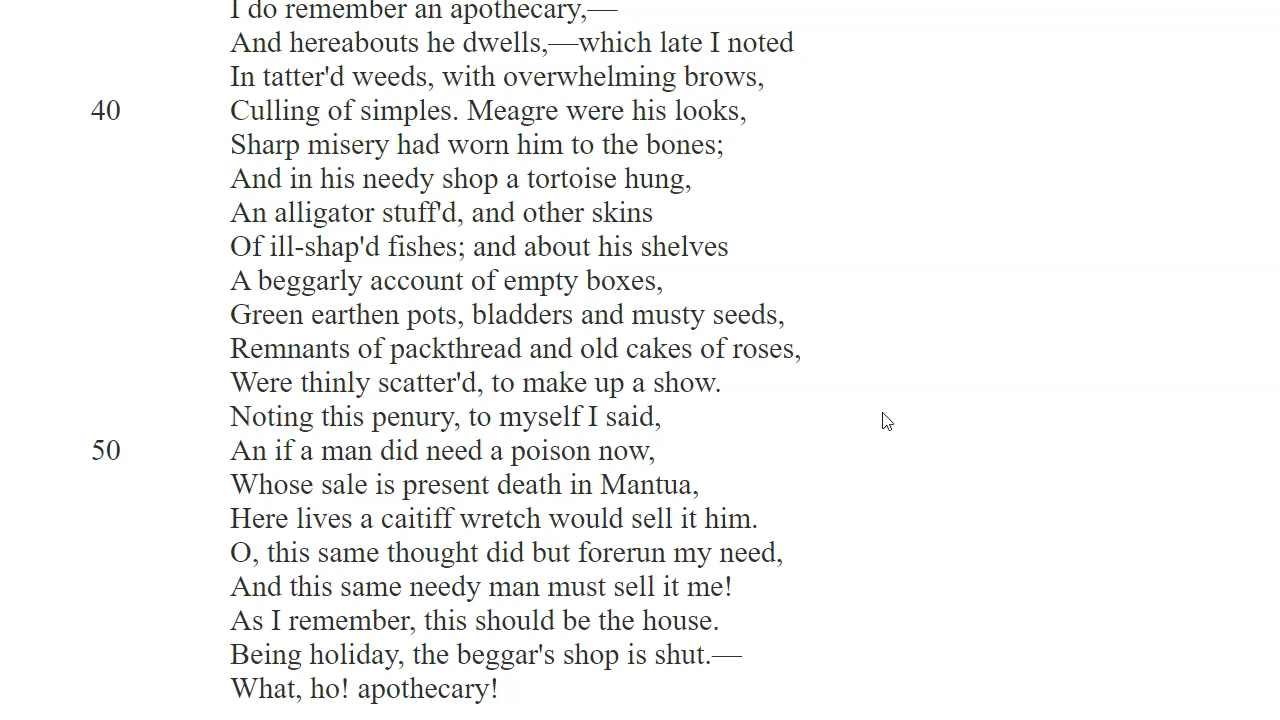 I do remember an apothecary,—
And hereabouts he dwells,—which late I noted
In tatter'd weeds, with overwhelming brows,
40 Culling of simples. Meagre were his looks,
Sharp misery had worn him to the bones;
And in his needy shop a tortoise hung,
An alligator stuff'd, and other skins
Of ill-shap'd fishes; and about his shelves
A beggarly account of empty boxes,
Green earthen pots, bladders and musty seeds,
Remnants of packthread and old cakes of roses,
Were thinly scatter'd, to make up a show.
Noting this penury, to myself I said,
50 An if a man did need a poison now,
Whose sale is present death in Mantua,
Here lives a caitiff wretch would sell it him.
O, this same thought did but forerun my need,
And this same needy man must sell it me!
As I remember, this should be the house.
Being holiday, the beggar's shop is shut.—
What, ho! apothecary!